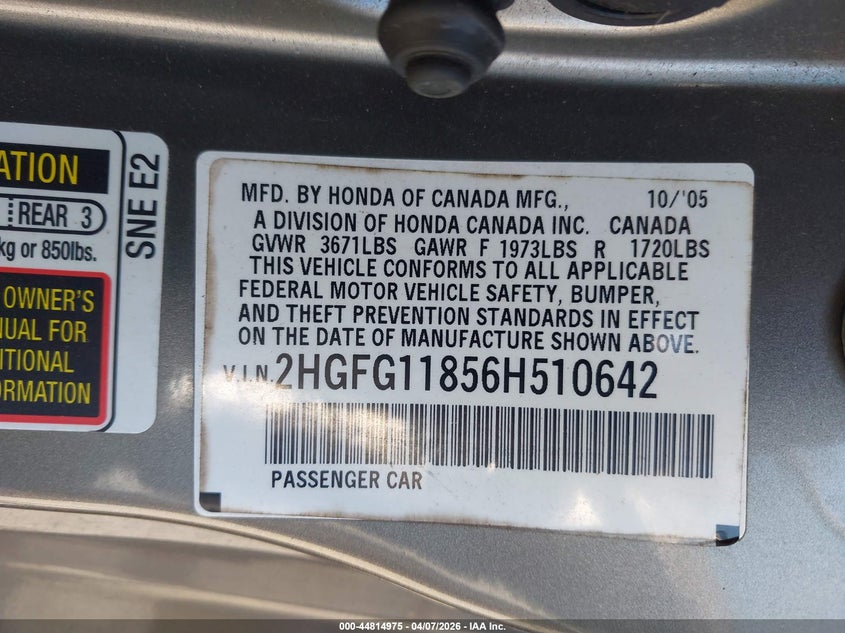 ATION
REAR 3
kg or 850lbs.
OWNER'S
NUAL FOR
ITIONAL
FORMATION
SNE E2
MFD. BY HONDA OF CANADA MFG., 10/'05
A DIVISION OF HONDA CANADA INC. CANADA
GVWR 3671LBS GAWR F 1973LBS R 1720LBS
THIS VEHICLE CONFORMS TO ALL APPLICABLE
FEDERAL MOTOR VEHICLE SAFETY, BUMPER,
AND THEFT PREVENTION STANDARDS IN EFFECT
ON THE DATE OF MANUFACTURE SHOWN ABOVE.
V.I.N. 2HGFG11856H510642
PASSENGER CAR
000-44814975 - 04/07/2026 - IAA Inc.